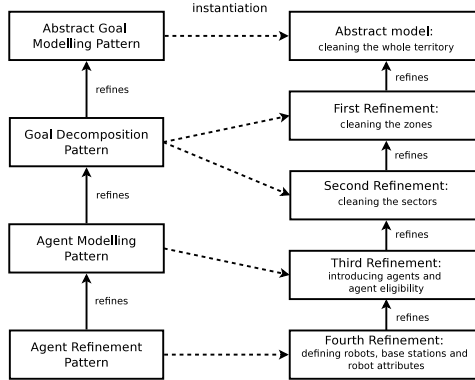 instantiation
Abstract Goal
Modelling Pattern
refines
Goal Decomposition
Pattern
refines
Agent Modelling
Pattern
refines
Agent Refinement
Pattern
Abstract model:
cleaning the whole territory
refines
First Refinement:
cleaning the zones
refines
Second Refinement:
cleaning the sectors
refines
Third Refinement:
introducing agents and
agent eligibility
refines
Fourth Refinement:
defining robots, base stations and
robot attributes